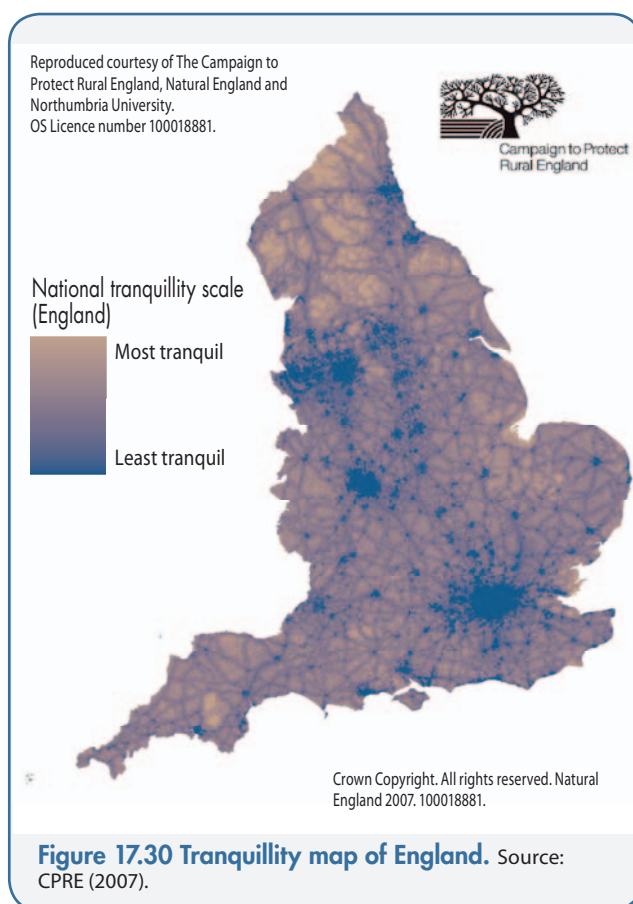 Reproduced courtesy of The Campaign to
Protect Rural England, Natural England and
Northumbria University.
OS Licence number 100018881.
Campaign to Protect
Rural England
National tranquillity scale
(England)
Most tranquil
Least tranquil
Crown Copyright. All rights reserved. Natural
England 2007. 100018881.
Figure 17.30 Tranquillity map of England. Source:
CPRE (2007).